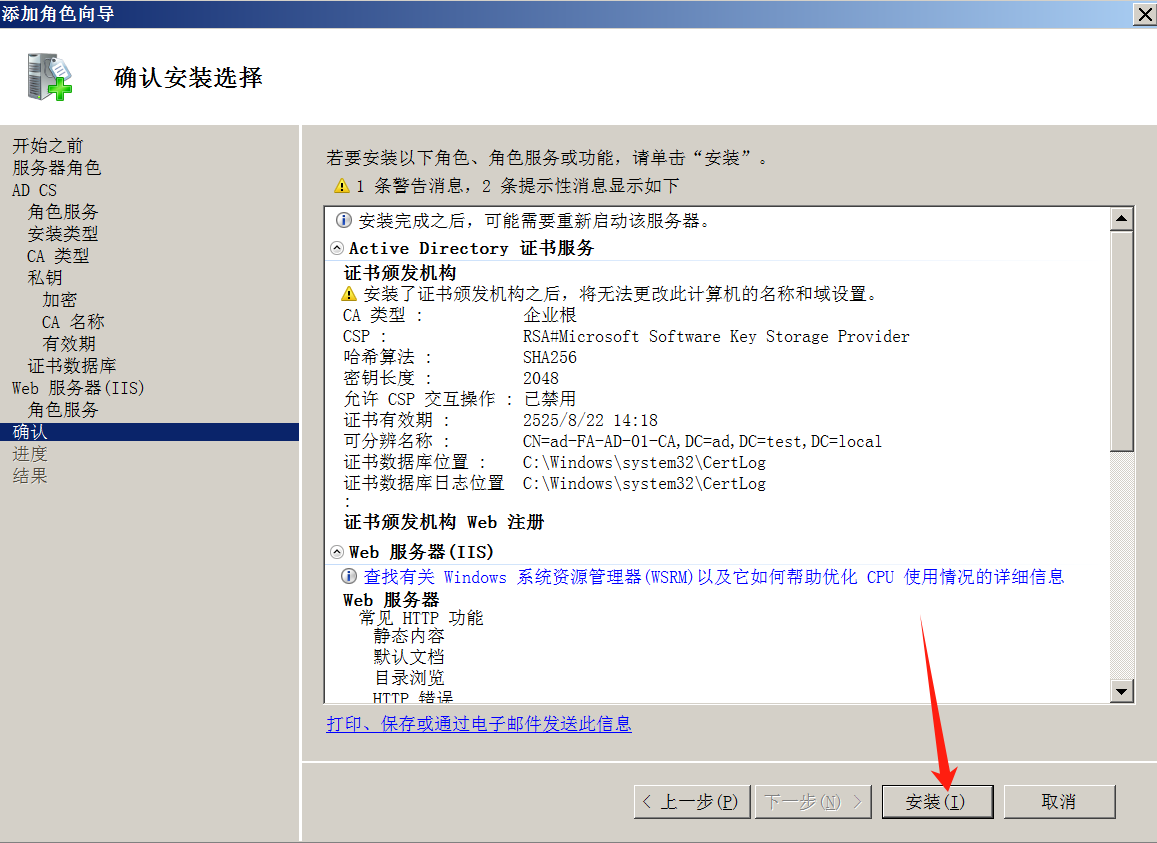 添加角色向导
确认安装选择
开始之前
服务器角色
AD CS
角色服务
安装类型
CA 类型
私钥
加密
CA 名称
有效期
证书数据库
Web 服务器(IIS)
角色服务
确认
进度
结果
若要安装以下角色、角色服务或功能，请单击“安装”。
1 条警告消息，2 条提示性消息显示如下
安装完成之后，可能需要重新启动该服务器。
Active Directory 证书服务
证书颁发机构
安装了证书颁发机构之后，将无法更改此计算机的名称和域设置。
CA 类型 : 企业根
CSP : RSA#Microsoft Software Key Storage Provider
哈希算法 : SHA256
密钥长度 : 2048
允许 CSP 交互操作 : 已禁用
证书有效期 : 2525/8/22 14:18
可分辨名称 : CN=ad-FA-AD-01-CA,DC=ad,DC=test,DC=local
证书数据库位置 : C:\Windows\system32\CertLog
证书数据库日志位置 C:\Windows\system32\CertLog
:
证书颁发机构 Web 注册
Web 服务器(IIS)
查找有关 Windows 系统资源管理器(WSRM)以及它如何帮助优化 CPU 使用情况的详细信息
Web 服务器
常见 HTTP 功能
静态内容
默认文档
目录浏览
HTTP 错误
打印、保存或通过电子邮件发送此信息
< 上一步(P)
下一步(N) >
安装(I)
取消